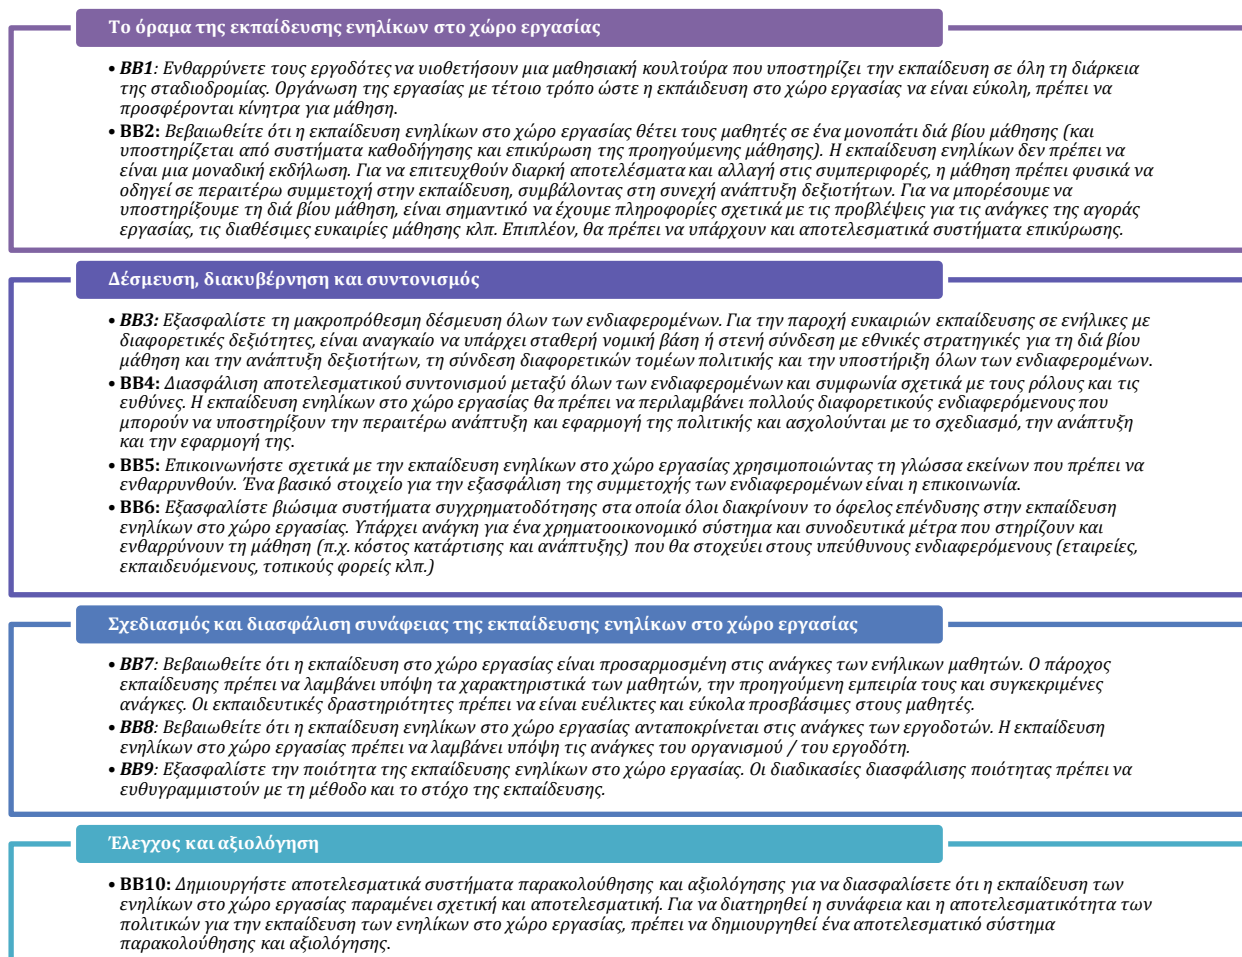 Το όραμα της εκπαίδευσης ενηλίκων στο χώρο εργασίας
• BB1: Ενθαρρύνετε τους εργοδότες να υιοθετήσουν μια μαθησιακή κουλτούρα που υποστηρίζει την εκπαίδευση σε όλη τη διάρκεια
της σταδιοδρομίας. Οργάνωση της εργασίας με τέτοιο τρόπο ώστε η εκπάιδευση στο χώρο εργασίας να είναι εύκολη, πρέπει να
προσφέρονται κίνητρα για μάθηση.
• BB2: Βεβαιωθείτε ότι η εκπαίδευση ενηλίκων στο χώρο εργασίας θέτει τους μαθητές σε ένα μονοπάτι διά βίου μάθησης (και
υποστηρίζεται από συστήματα καθοδήγησης και επικύρωση της προηγούμενης μάθησης). Η εκπαίδευση ενηλίκων δεν πρέπει να
είναι μια μοναδική εκδήλωση. Για να επιτευχθούν διαρκή αποτελέσματα και αλλαγή στις συμπεριφορές, η μάθηση πρέπει φυσικά να
οδηγεί σε περαιτέρω συμμετοχή στην εκπαίδευση, συμβάλοντας στη συνεχή ανάπτυξη δεξιοτήτων. Για να μπορέσουμε να
υποστηρίξουμε τη διά βίου μάθηση, είναι σημαντικό να έχουμε πληροφορίες σχετικά με τις προβλέψεις για τις ανάγκες της αγοράς
εργασίας, τις διαθέσιμες ευκαιρίες μάθησης κλπ. Επιπλέον, θα πρέπει να υπάρχουν και αποτελεσματικά συστήματα επικύρωσης.
Δέσμευση, διακυβέρνηση και συντονισμός
• BB3: Εξασφαλίστε τη μακροπρόθεσμη δέσμευση όλων των ενδιαφερομένων. Για την παροχή ευκαιριών εκπαίδευσης σε ενήλικες με
διαφορετικές δεξιότητες, είναι αναγκαίο να υπάρχει σταθερή νομική βάση ή στενή σύνδεση με εθνικές στρατηγικές για τη διά βίου
μάθηση και την ανάπτυξη δεξιοτήτων, τη σύνδεση διαφορετικών τομέων πολιτικής και την υποστήριξη όλων των ενδιαφερομένων.
• BB4: Διασφάλιση αποτελεσματικού συντονισμού μεταξύ όλων των ενδιαφερομένων και συμφωνία σχετικά με τους ρόλους και τις
ευθύνες. Η εκπαίδευση ενηλίκων στο χώρο εργασίας θα πρέπει να περιλαμβάνει πολλούς διαφορετικούς ενδιαφερόμενους που
μπορούν να υποστηρίξουν την περαιτέρω ανάπτυξη και εφαρμογή της πολιτικής και ασχολούνται με το σχεδιασμό, την ανάπτυξη
και την εφαρμογή της.
• BB5: Επικοινωνήστε σχετικά με την εκπαίδευση ενηλίκων στο χώρο εργασίας χρησιμοποιώντας τη γλώσσα εκείνων που πρέπει να
ενθαρρυνθούν. Ένα βασικό στοιχείο για την εξασφάλιση της συμμετοχής των ενδιαφερομένων είναι η επικοινωνία.
• BB6: Εξασφαλίστε βιώσιμα συστήματα συγχρηματοδότησης στα οποία όλοι διακρίνουν το όφελος επένδυσης στην εκπαίδευση
ενηλίκων στο χώρο εργασίας. Υπάρχει ανάγκη για ένα χρηματοοικονομικό σύστημα και συνοδευτικά μέτρα που στηρίζουν και
ενθαρρύνουν τη μάθηση (π.χ. κόστος κατάρτισης και ανάπτυξης) που θα στοχεύει στους υπεύθυνους ενδιαφερόμενους (εταιρείες,
εκπαιδευόμενους, τοπικούς φορείς κλπ.)
Σχεδιασμός και διασφάλιση συνάφειας της εκπαίδευσης ενηλίκων στο χώρο εργασίας
• BB7: Βεβαιωθείτε ότι η εκπαίδευση στο χώρο εργασίας είναι προσαρμοσμένη στις ανάγκες των ενήλικων μαθητών. Ο πάροχος
εκπαίδευσης πρέπει να λαμβάνει υπόψη τα χαρακτηριστικά των μαθητών, την προηγούμενη εμπειρία τους και συγκεκριμένες
ανάγκες. Οι εκπαιδευτικές δραστηριότητες πρέπει να είναι ευέλικτες και εύκολα προσβάσιμες στους μαθητές.
• BB8: Βεβαιωθείτε ότι η εκπαίδευση ενηλίκων στο χώρο εργασίας ανταποκρίνεται στις ανάγκες των εργοδοτών. Η εκπαίδευση
ενηλίκων στο χώρο εργασίας πρέπει να λαμβάνει υπόψη τις ανάγκες του οργανισμού / του εργοδότη.
• BB9: Εξασφαλίστε την ποιότητα της εκπαίδευσης ενηλίκων στο χώρο εργασίας. Οι διαδικασίες διασφάλισης ποιότητας πρέπει να
ευθυγραμμιστούν με τη μέθοδο και το στόχο της εκπαίδευσης.
Έλεγχος και αξιολόγηση
• BB10: Δημιουργήστε αποτελεσματικά συστήματα παρακολούθησης και αξιολόγησης για να διασφαλίσετε ότι η εκπαίδευση των
ενηλίκων στο χώρο εργασίας παραμένει σχετική και αποτελεσματική. Για να διατηρηθεί η συνάφεια και η αποτελεσματικότητα των
πολιτικών για την εκπαίδευση των ενηλίκων στο χώρο εργασίας, πρέπει να δημιουργηθεί ένα αποτελεσματικό σύστημα
παρακολούθησης και αξιολόγησης.